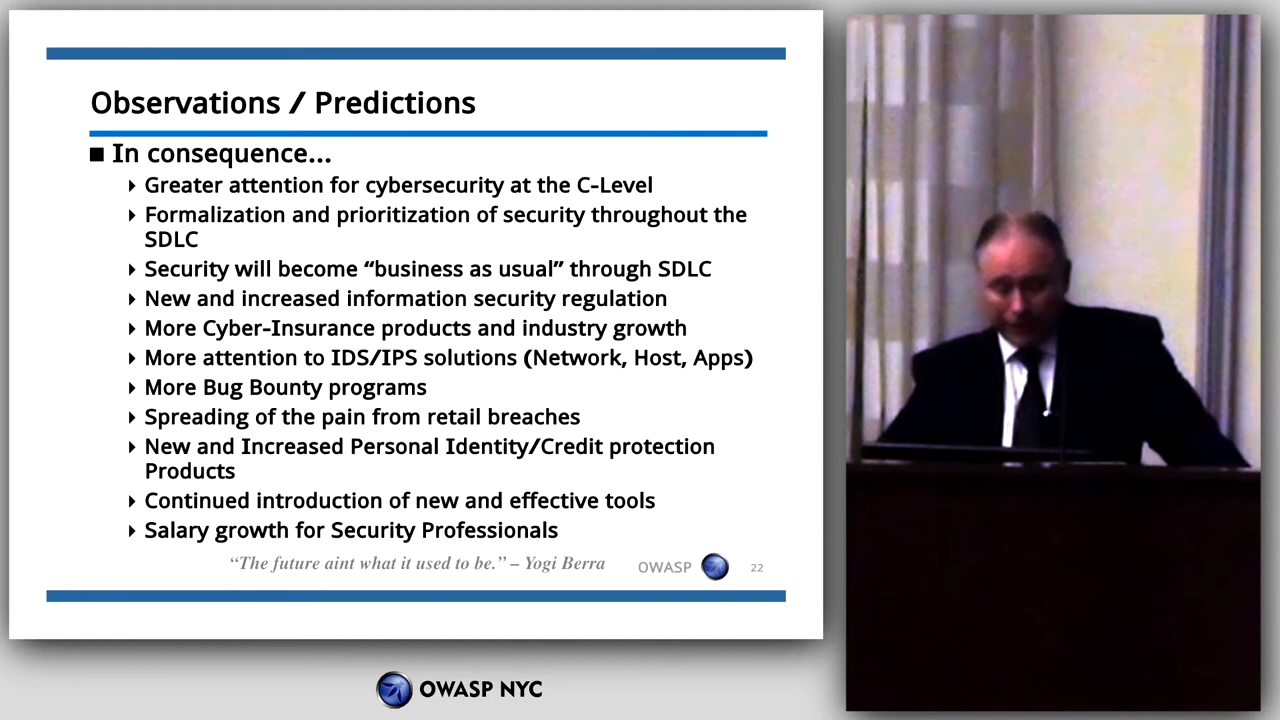 Observations / Predictions
In consequence...
Greater attention for cybersecurity at the C-Level
Formalization and prioritization of security throughout the
SDLC
Security will become “business as usual” through SDLC
New and increased information security regulation
More Cyber-Insurance products and industry growth
More attention to IDS/IPS solutions (Network, Host, Apps)
More Bug Bounty programs
Spreading of the pain from retail breaches
New and Increased Personal Identity/Credit protection
Products
Continued introduction of new and effective tools
Salary growth for Security Professionals
“The future aint what it used to be.” – Yogi Berra
OWASP 22
OWASP NYC